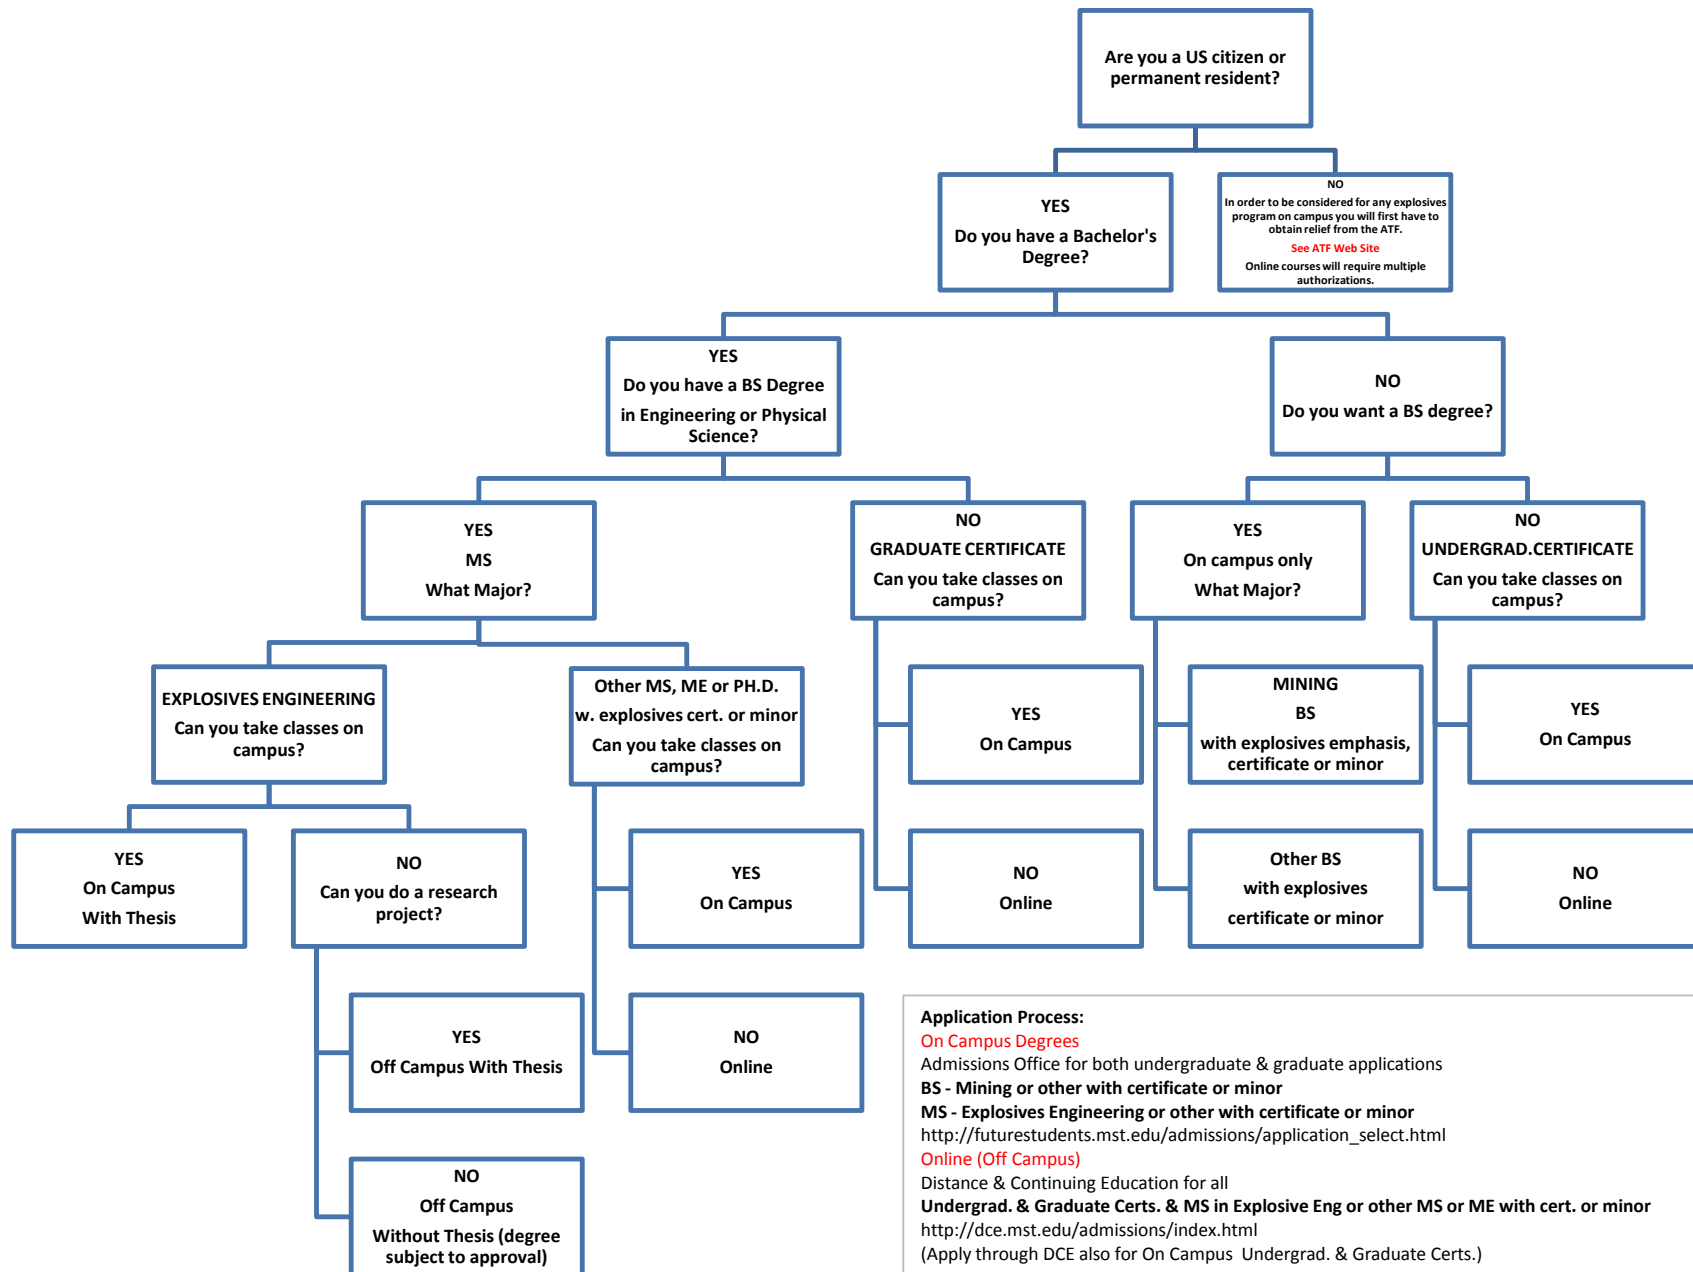 Are you a US citizen or
permanent resident?
YES
Do you have a Bachelor's
Degree?
NO
In order to be considered for any explosives
program on campus you will first have to
obtain relief from the ATF.
See ATF Web Site
Online courses will require multiple
authorizations.
YES
Do you have a BS Degree
in Engineering or Physical
Science?
NO
Do you want a BS degree?
YES
MS
What Major?
NO
GRADUATE CERTIFICATE
Can you take classes on
campus?
YES
On campus only
What Major?
NO
UNDERGRAD.CERTIFICATE
Can you take classes on
campus?
EXPLOSIVES ENGINEERING
Can you take classes on
campus?
Other MS, ME or PH.D.
w. explosives cert. or minor
Can you take classes on
campus?
YES
On Campus
MINING
BS
with explosives emphasis,
certificate or minor
YES
On Campus
YES
On Campus
With Thesis
NO
Can you do a research
project?
YES
On Campus
NO
Online
Other BS
with explosives
certificate or minor
NO
Online
YES
Off Campus With Thesis
NO
Online
NO
Off Campus
Without Thesis (degree
subject to approval)
Application Process:
On Campus Degrees
Admissions Office for both undergraduate & graduate applications
BS - Mining or other with certificate or minor
MS - Explosives Engineering or other with certificate or minor
http://futurestudents.mst.edu/admissions/application_select.html
Online (Off Campus)
Distance & Continuing Education for all
Undergrad. & Graduate Certs. & MS in Explosive Eng or other MS or ME with cert. or minor
http://dce.mst.edu/admissions/index.html
(Apply through DCE also for On Campus  Undergrad. & Graduate Certs.)